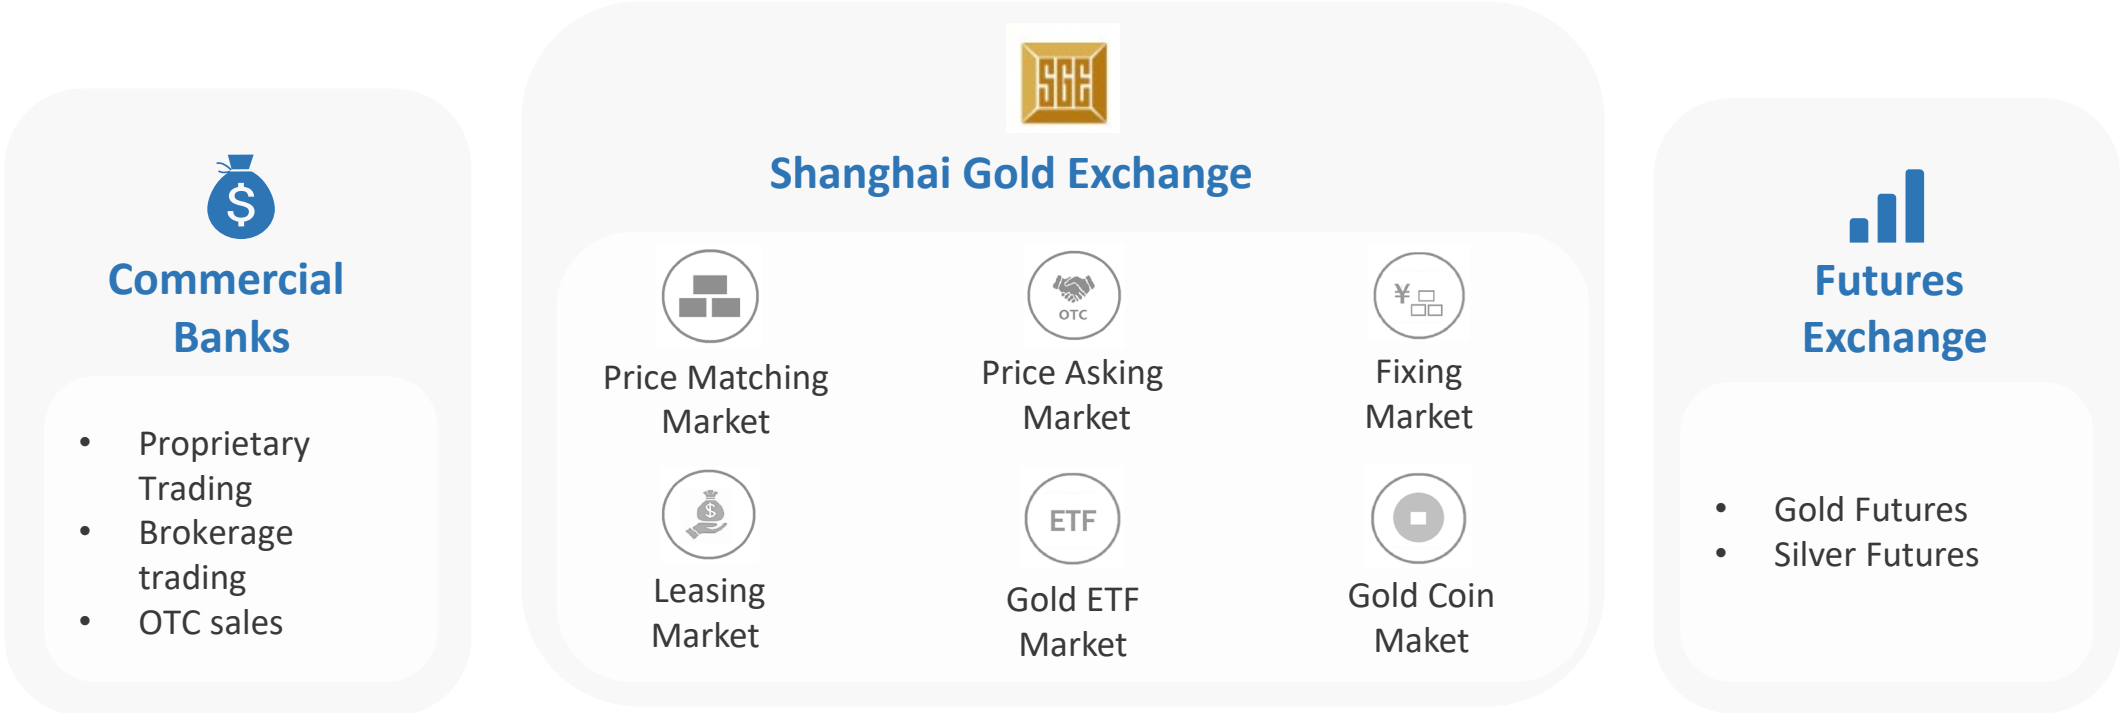 $
Commercial
Banks
• Proprietary
Trading
• Brokerage
trading
• OTC sales
SGE
Shanghai Gold Exchange
Price Matching
Market
OTC
Price Asking
Market
¥
Fixing
Market
$
Leasing
Market
ETF
Gold ETF
Market
Gold Coin
Maket
Futures
Exchange
• Gold Futures
• Silver Futures